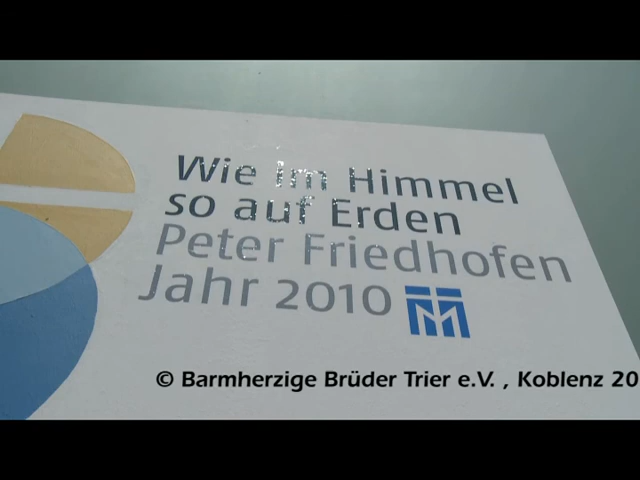 Wie im Himmel
so auf Erden
Peter Friedhofen
Jahr 2010
© Barmherzige Brüder Trier e.V. , Koblenz 20